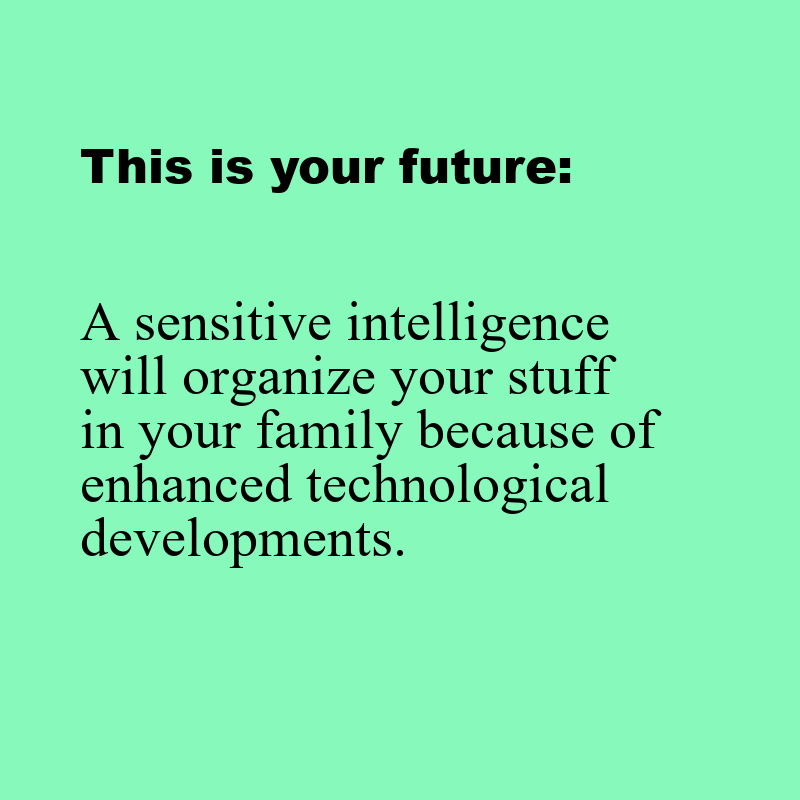 This is your future:
A sensitive intelligence
will organize your stuff
in your family because of
enhanced technological
developments.